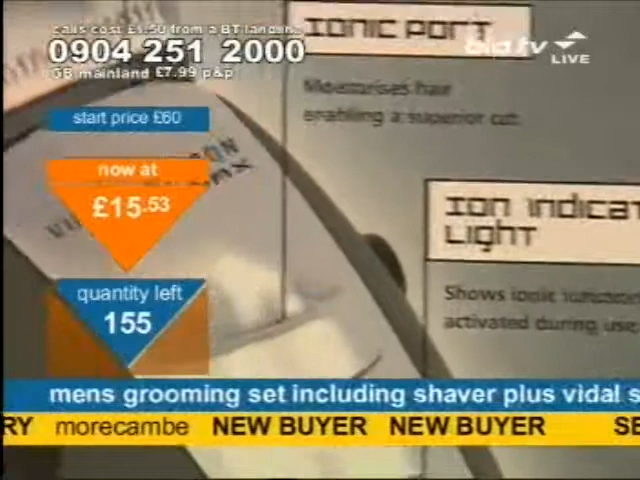 calls cost £1.50 from a BT landline
0904 251 2000
GB mainland £7.99 p&p
bid tv
LIVE
IONIC PORT
Moisturises hair
enabling a superior cut.
start price £60
now at
£15.53
ION INDICAT
LIGHT
Shows ionic function
activated during use
quantity left
155
mens grooming set including shaver plus vidal s
RY morecambe NEW BUYER NEW BUYER SE